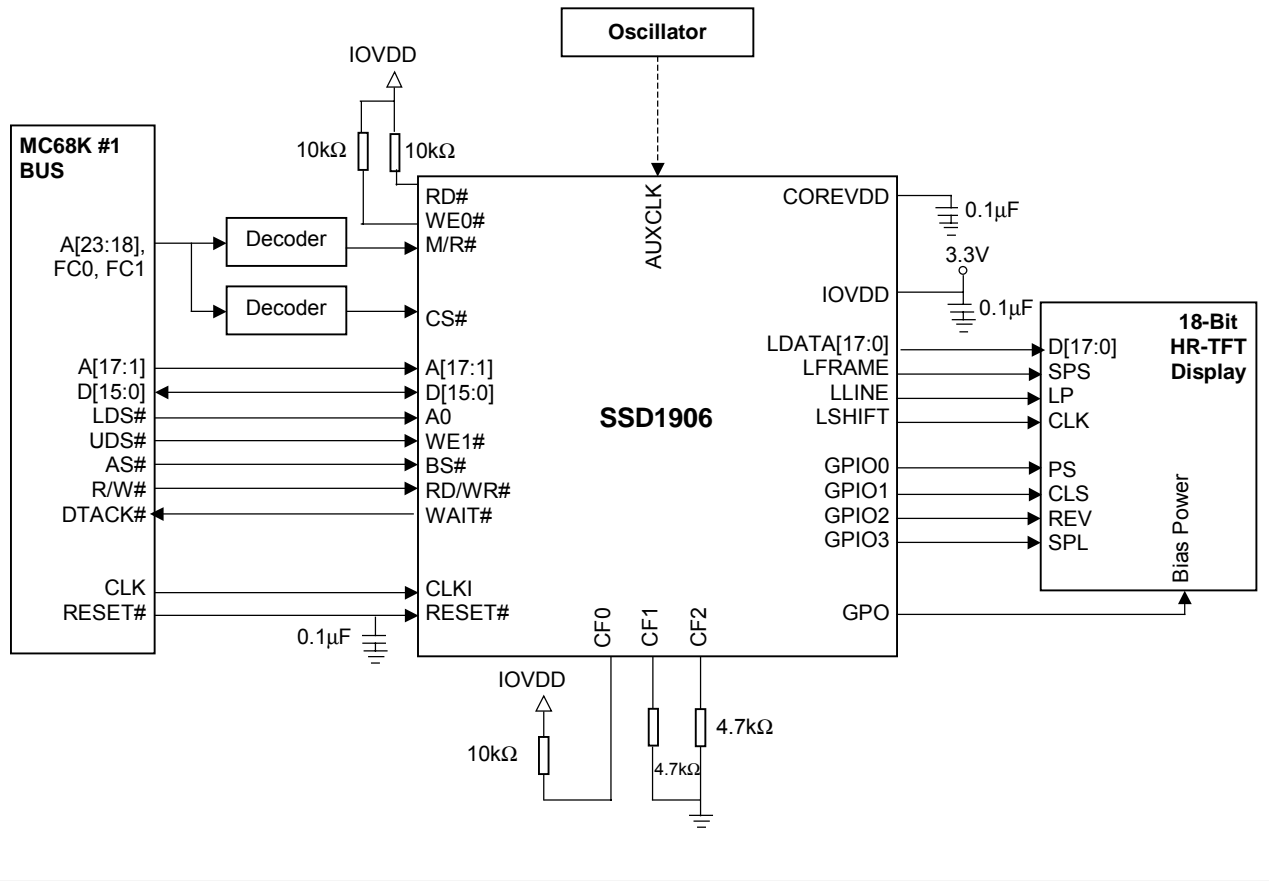 Oscillator
IOVDD
MC68K #1
BUS
10kΩ
10kΩ
RD#
WE0#
M/R#
AUXCLK
COREVDD
0.1μF
A[23:18],
FC0, FC1
Decoder
3.3V
IOVDD
0.1μF
Decoder
CS#
18-Bit
HR-TFT
Display
LDATA[17:0]
D[17:0]
LFRAME
SPS
LLINE
LP
LSHIFT
CLK
A[17:1]
A[17:1]
D[15:0]
D[15:0]
LDS#
A0
SSD1906
UDS#
WE1#
AS#
BS#
GPIO0
PS
R/W#
RD/WR#
GPIO1
CLS
DTACK#
WAIT#
GPIO2
REV
GPIO3
SPL
Bias Power
CLK
CLKI
RESET#
RESET#
GPO
0.1μF
CF0
CF1
CF2
IOVDD
10kΩ
4.7kΩ
4.7kΩ